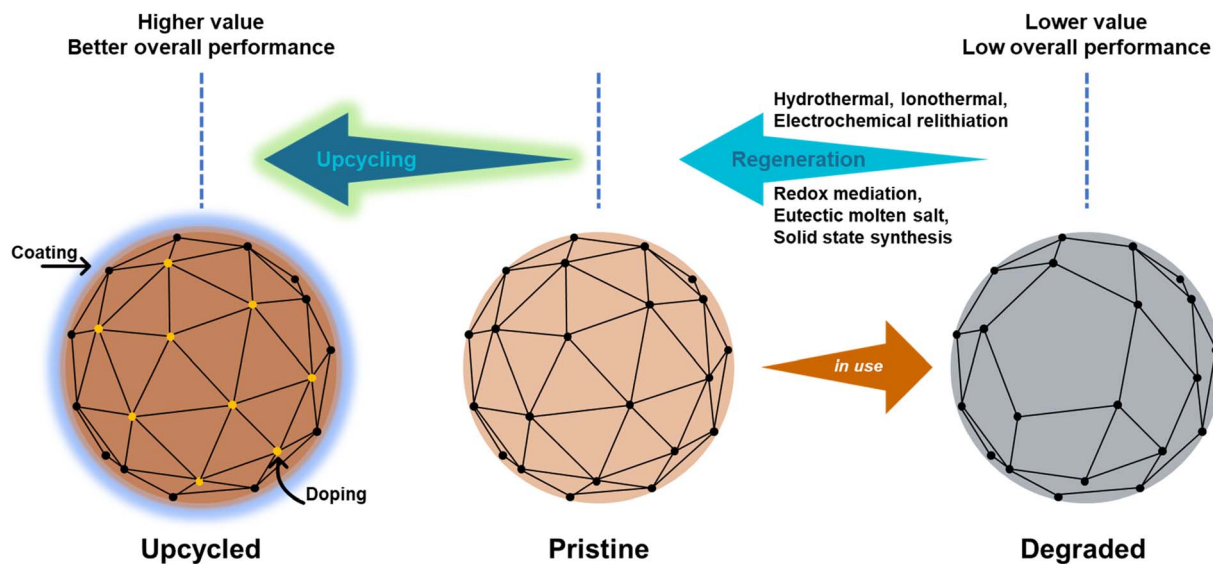 Higher value
Better overall performance
Lower value
Low overall performance
Hydrothermal, Ionothermal,
Electrochemical relithiation
Upcycling
Regeneration
Redox mediation,
Eutectic molten salt,
Solid state synthesis
Coating
in use
Doping
Upcycled
Pristine
Degraded